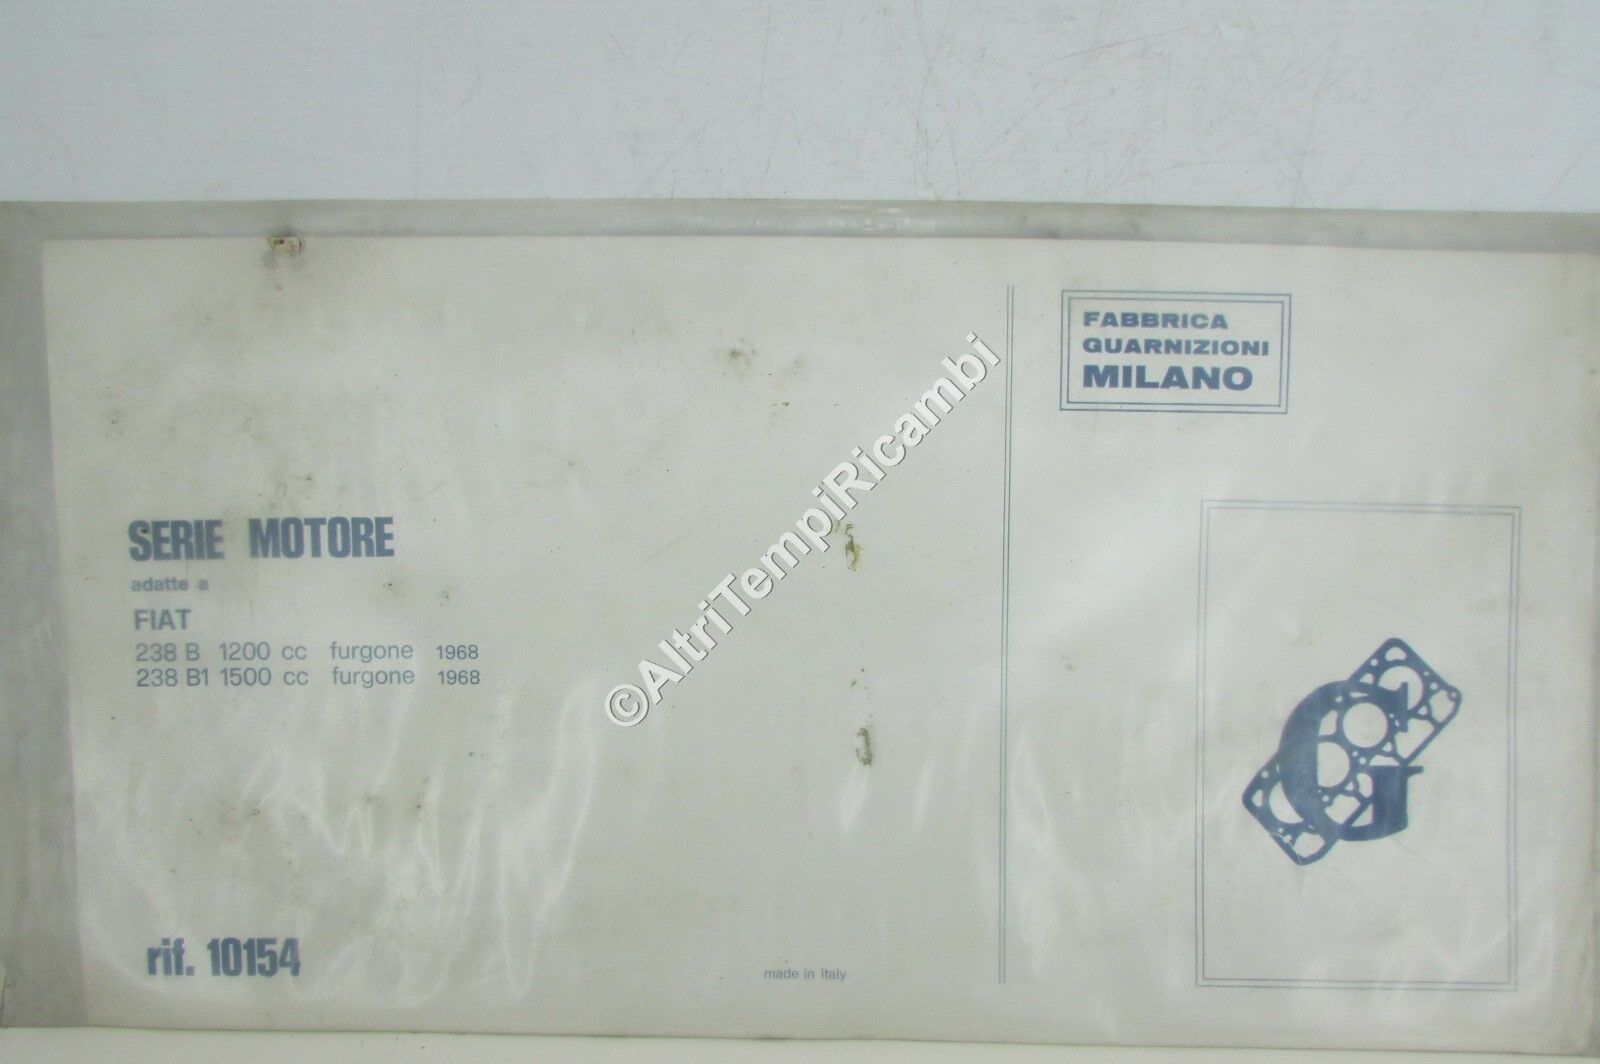 FABBRICA
GUARNIZIONI
MILANO
SERIE MOTORE
adatte a
FIAT
238 B 1200 cc furgone 1968
238 B1 1500 cc furgone 1968
rif. 10154
made in Italy
G
©AltriTempiRicambi